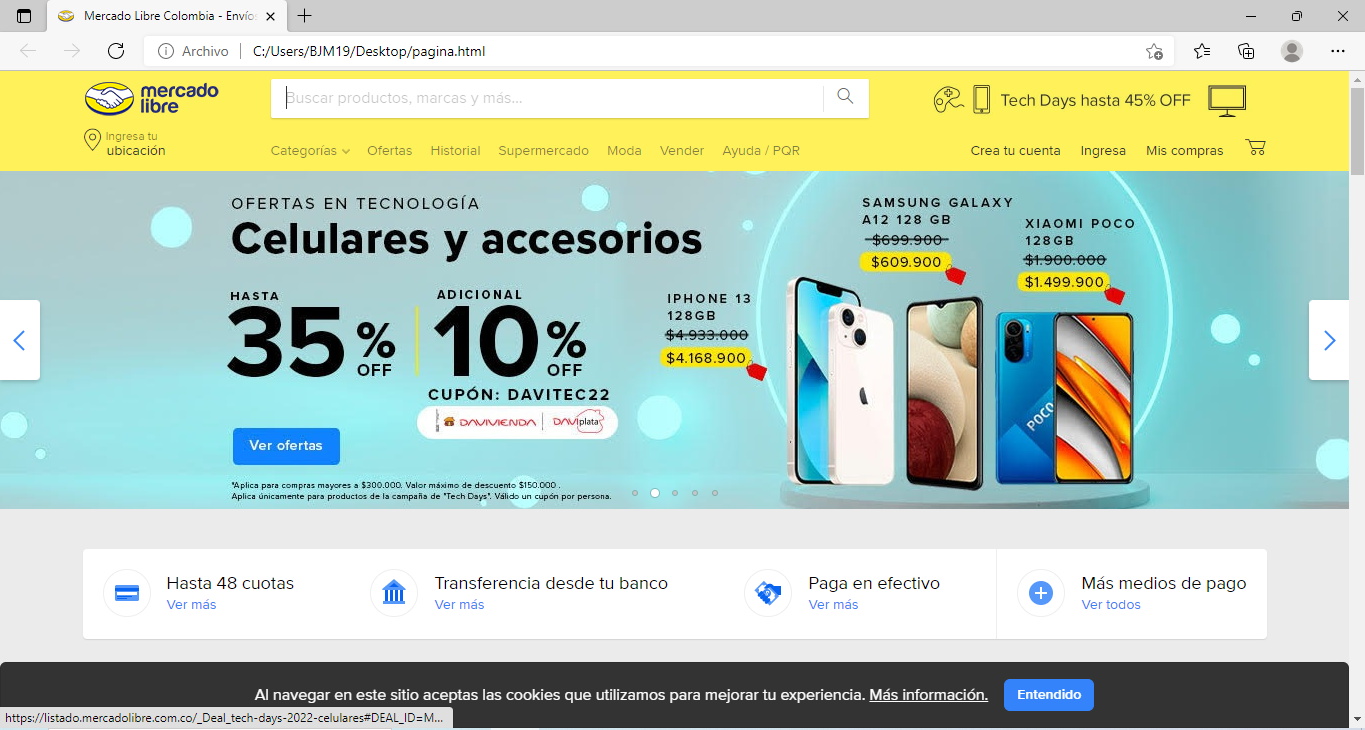 Mercado Libre Colombia - Envíos
Archivo
C:/Users/BJM19/Desktop/pagina.html
mercado
libre
Buscar productos, marcas y más...
Tech Days hasta 45% OFF
Ingresa tu
ubicación
Categorías Ofertas Historial Supermercado Moda Vender Ayuda / PQR
Crea tu cuenta Ingresa Mis compras
OFERTAS EN TECNOLOGÍA
Celulares y accesorios
HASTA
35%
OFF
ADICIONAL
10%
OFF
CUPÓN: DAVITEC22
DAVIVIENDA DAVIplata
Ver ofertas
*Aplica para compras mayores a $300.000. Valor máximo de descuento $150.000 .
Aplica únicamente para productos de la campaña de "Tech Days". Válido un cupón por persona.
IPHONE 13
128GB
$4.933.000
$4.168.900
SAMSUNG GALAXY
A12 128 GB
$699.900
$609.900
XIAOMI POCO
128GB
$1.900.000
$1.499.900
POCO
Hasta 48 cuotas
Ver más
Transferencia desde tu banco
Ver más
Paga en efectivo
Ver más
Más medios de pago
Ver todos
Al navegar en este sitio aceptas las cookies que utilizamos para mejorar tu experiencia. Más información.
Entendido
https://listado.mercadolibre.com.co/_Deal_tech-days-2022-celulares#DEAL_ID=M...